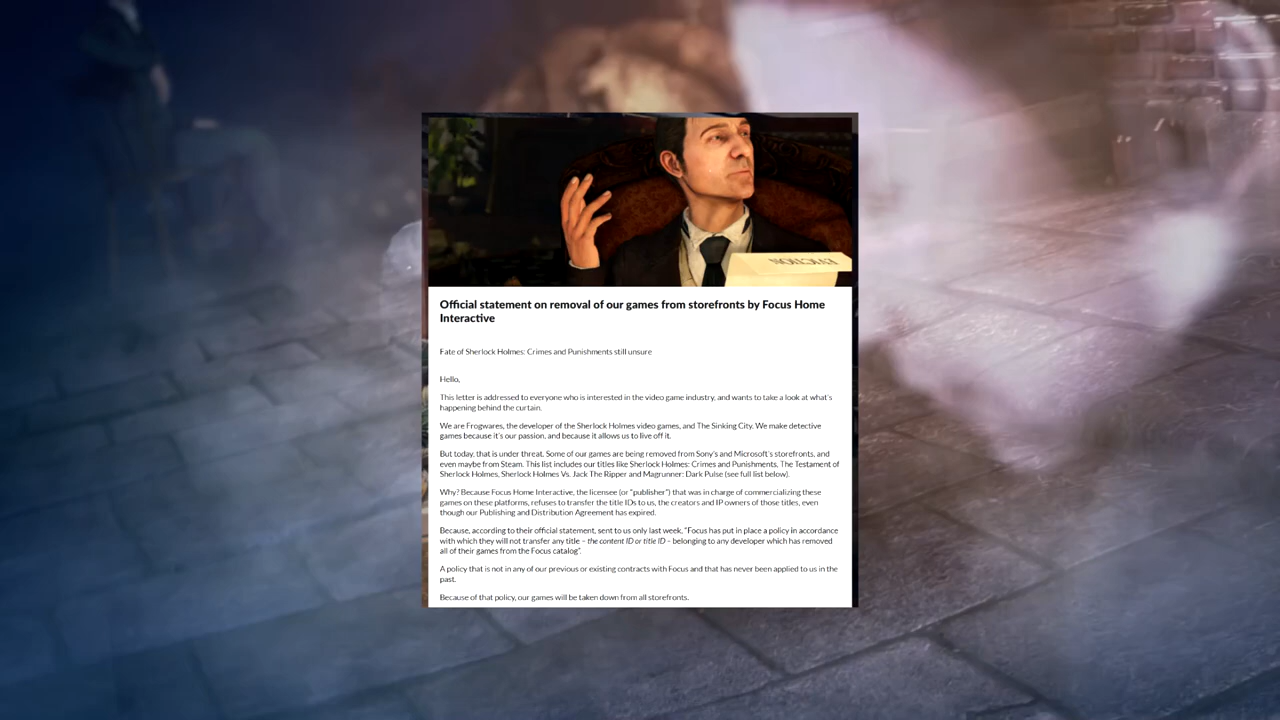 Official statement on removal of our games from storefronts by Focus Home
Interactive
Fate of Sherlock Holmes: Crimes and Punishments still unsure
Hello,
This letter is addressed to everyone who is interested in the video game industry, and wants to take a look at what's
happening behind the curtain.
We are Frogwares, the developer of the Sherlock Holmes video games, and The Sinking City. We make detective
games because it's our passion, and because it allows us to live off it.
But today, that is under threat. Some of our games are being removed from Sony's and Microsoft's storefronts, and
even maybe from Steam. This list includes our titles like Sherlock Holmes: Crimes and Punishments, The Testament of
Sherlock Holmes, Sherlock Holmes Vs. Jack The Ripper and Magrunner: Dark Pulse (see full list below).
Why? Because Focus Home Interactive, the licensee (or "publisher") that was in charge of commercializing these
games on these platforms, refuses to transfer the title IDs to us, the creators and IP owners of those titles, even
though our Publishing and Distribution Agreement has expired.
Because, according to their official statement, sent to us only last week, "Focus has put in place a policy in accordance
with which they will not transfer any title – the content ID or title ID – belonging to any developer which has removed
all of their games from the Focus catalog".
A policy that is not in any of our previous or existing contracts with Focus and that has never been applied to us in the
past.
Because of that policy, our games will be taken down from all storefronts.